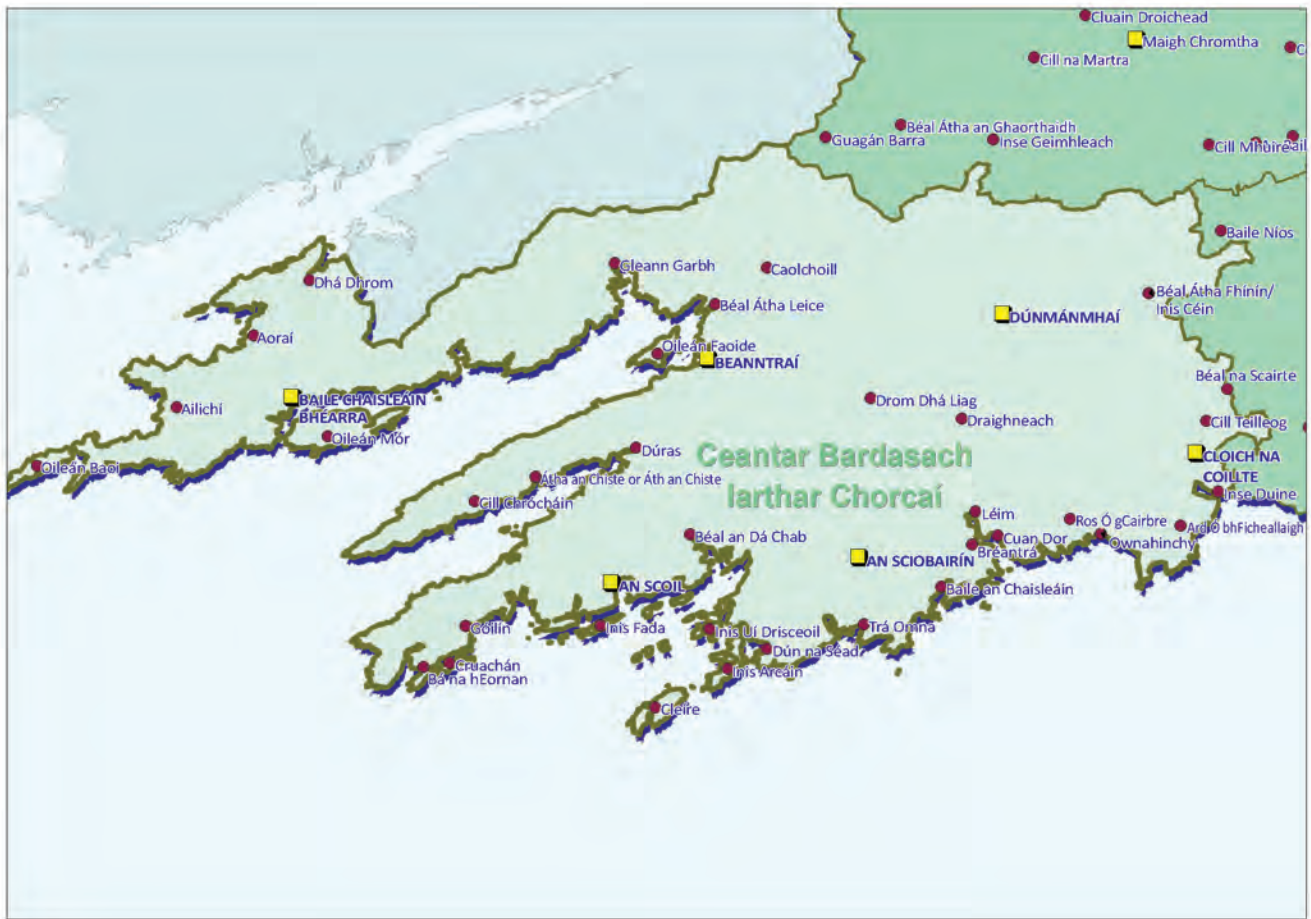 Cluain Droichead
Maigh Chromtha
Cill na Martra
Béal Átha an Ghaorthaidh
Guagán Barra
Inse Geimhleach
Cill Mhuire
Baile Níos
Gleann Garbh
Caolchoill
Dhá Dhrom
Béal Átha Fhínín/
Inis Céin
Béal Átha Leice
DÚNMÁNMHAÍ
Aoraí
Oileán Faoide
BEANNTRAÍ
Béal na Scairte
BAILE CHAISLEÁIN
BHÉARRA
Ailichí
Drom Dhá Liag
Draighneach
Cill Teilleog
Oileán Mór
Dúras
Ceantar Bardasach
Iarthar Chorcaí
CLOICH NA
COILLTE
Oileán Baoi
Átha an Chiste or Áth an Chiste
Inse Duine
Cill Chrócháin
Léim
Ros Ó gCairbre
Ard Ó bhFicheallaigh
Béal an Dá Chab
Cuan Dor
Ownahinchy
Bréantrá
AN SCIOBAIRÍN
AN SCOIL
Baile an Chaisleáin
Góilín
Inis Fada
Inis Uí Drisceoil
Trá Omna
Dún na Séad
Cruachán
Bá na hEornan
Inis Arcáin
Cleire